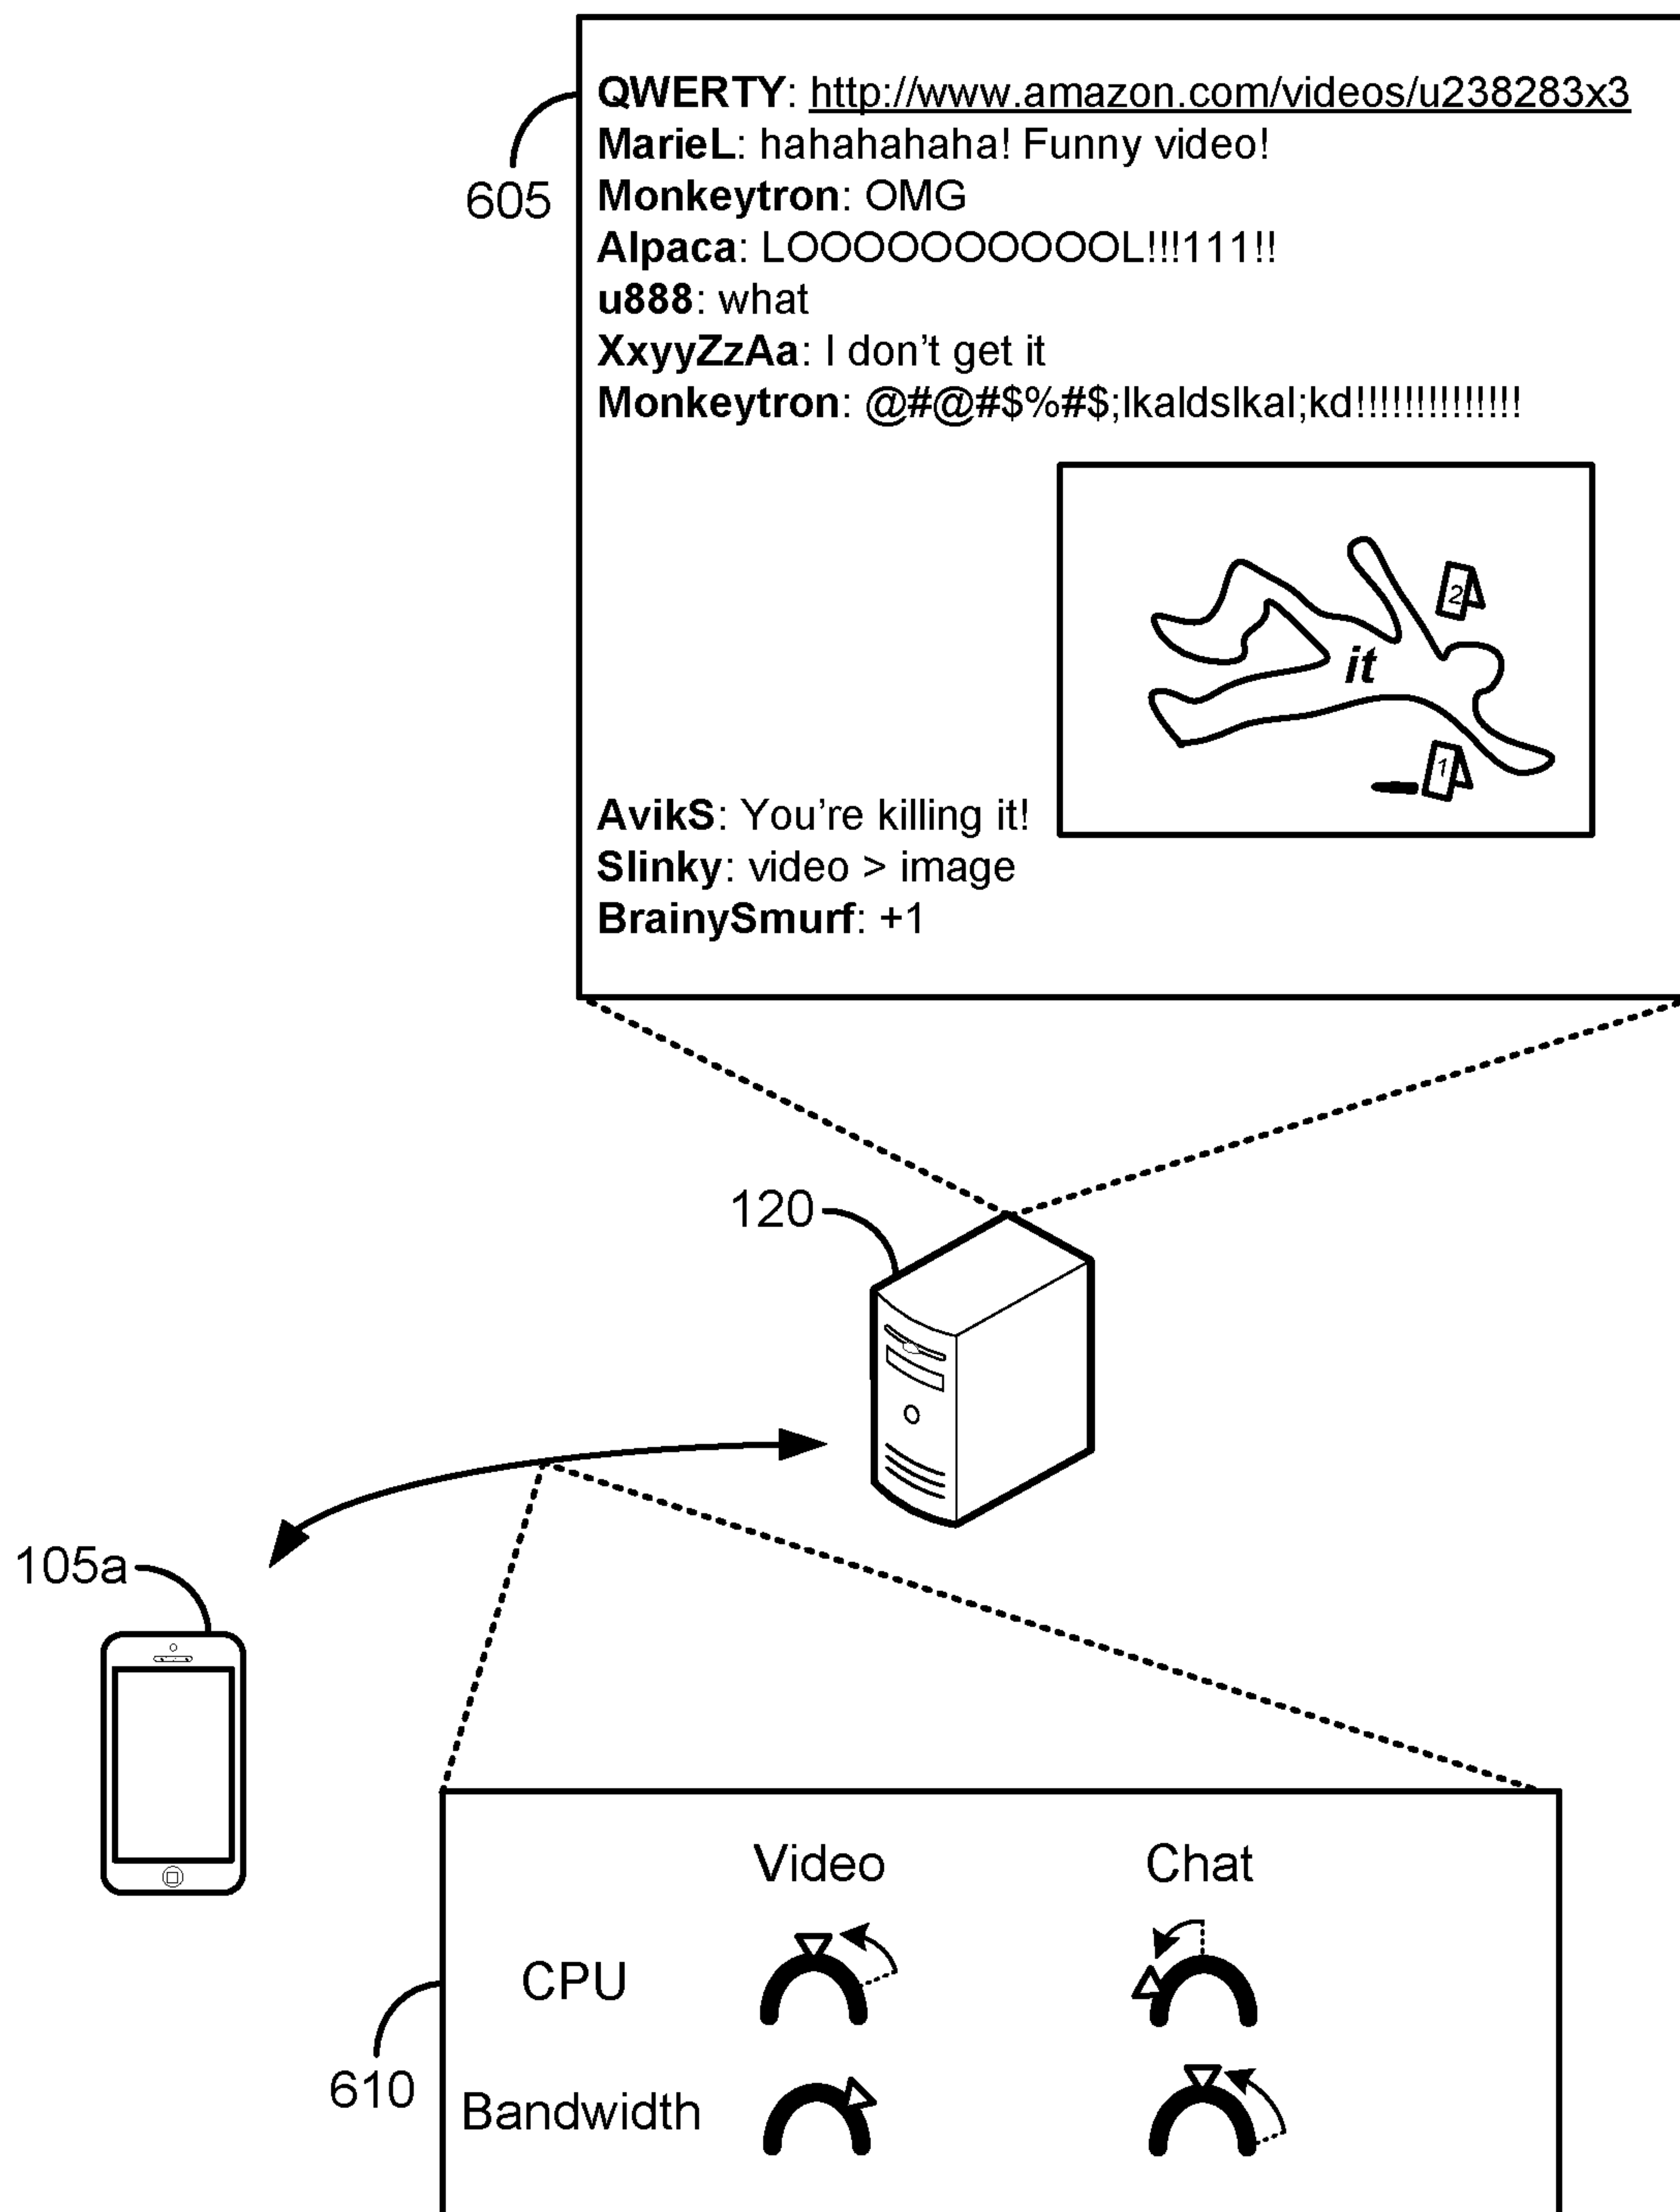 QWERTY: http://www.amazon.com/videos/u238283x3
MarieL: hahahahaha! Funny video!
605
Monkeytron: OMG
Alpaca: LOOOOOOOOOOOL!!!111!!
u888: what
XxyyZzAa: I don't get it
Monkeytron: @#@#$%#$;lkaldslkal;kd!!!!!!!!!!!!!!!
2
it
1
AvikS: You're killing it!
Slinky: video > image
BrainySmurf: +1
120
105a
Video Chat
CPU
610
Bandwidth